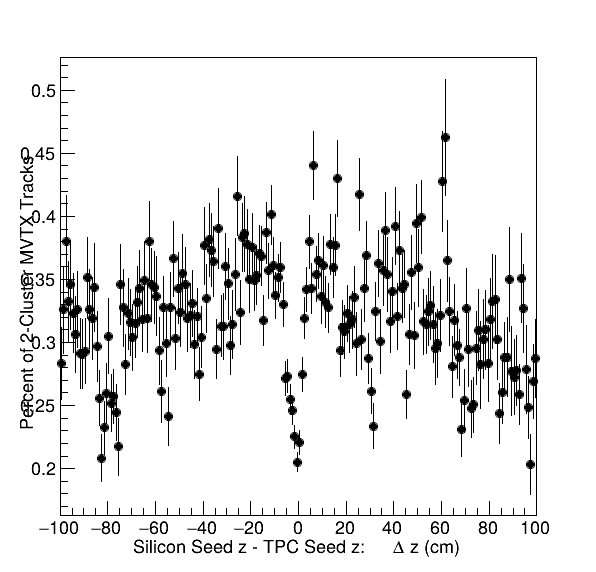 0.5
0.45
0.4
0.35
0.3
0.25
0.2
Percent of 2-Cluster MVTX Tracks
−100 −80 −60 −40 −20 0 20 40 60 80 100
Silicon Seed z - TPC Seed z: Δ z (cm)